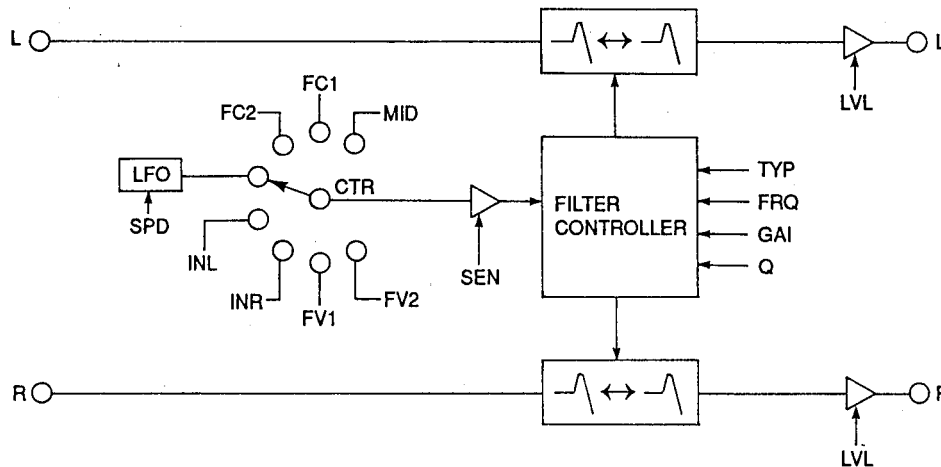 L
L
LVL
FC1
FC2
MID
LFO
CTR
SPD
INL
INR
FV1
FV2
SEN
FILTER
CONTROLLER
TYP
FRQ
GAI
Q
R
R
LVL